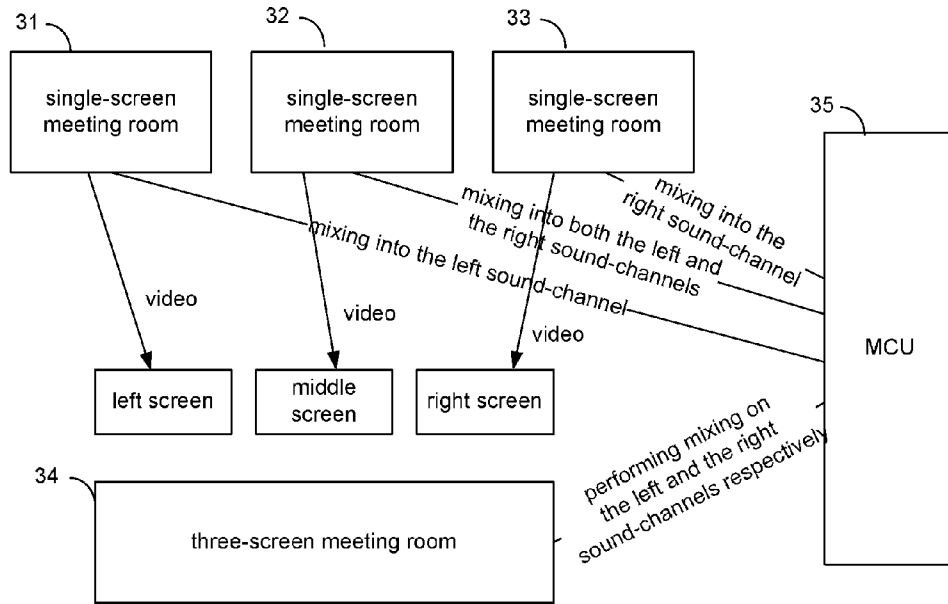 31
32
33
35
single-screen
meeting room
single-screen
meeting room
single-screen
meeting room
mixing into the
right sound-channel
mixing into both the left and
the right sound-channels
mixing into the left sound-channel
video
video
video
MCU
left screen
middle
screen
right screen
performing mixing on
the left and the right
sound-channels respectively
34
three-screen meeting room